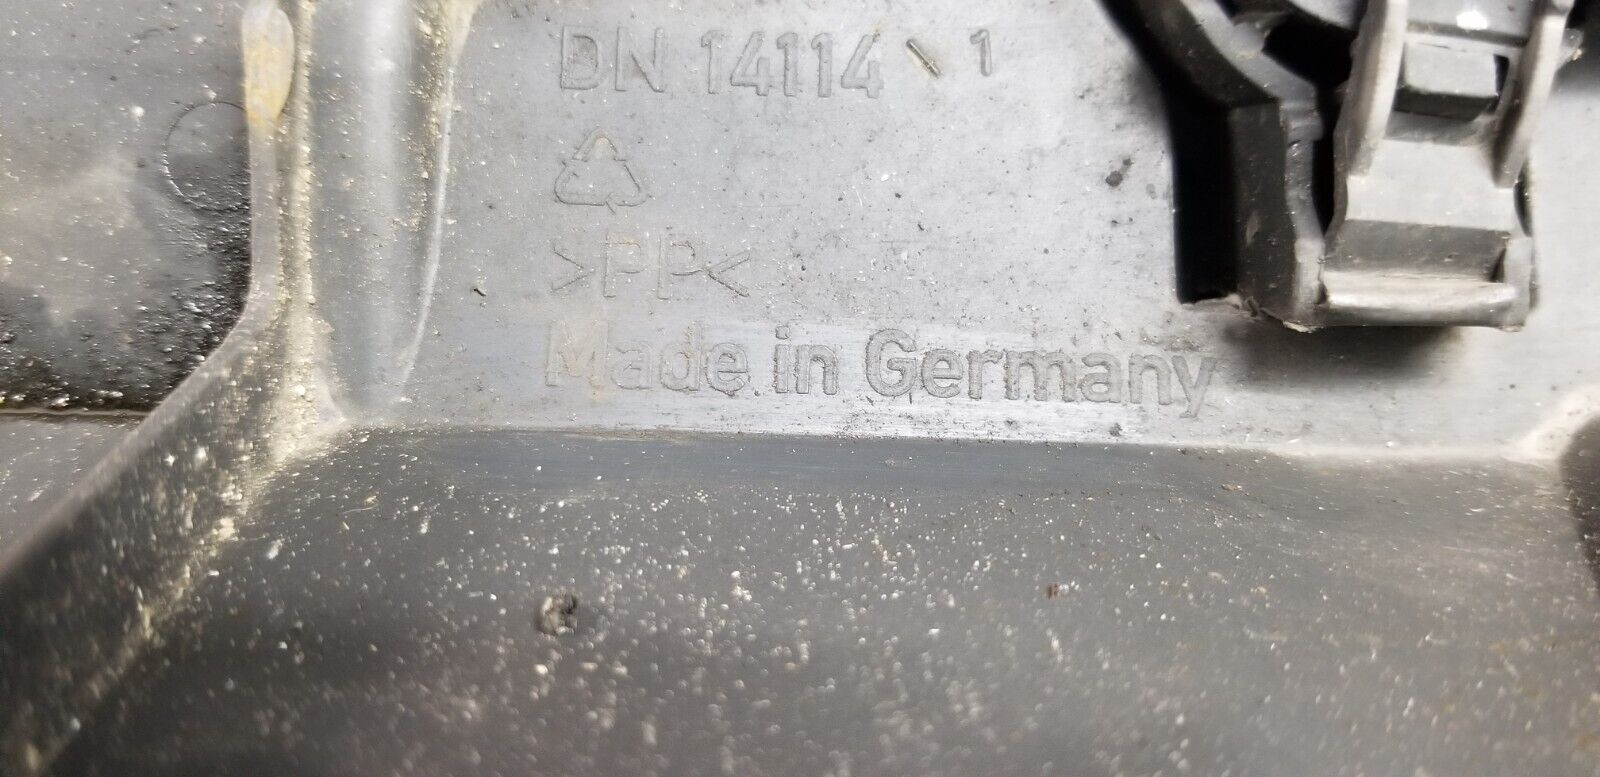 DN 14114 1
>PP<
Made in Germany